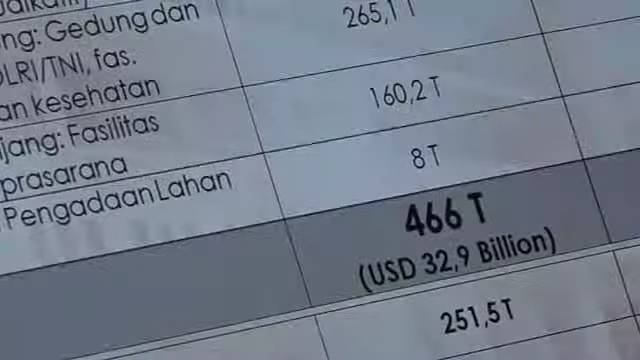 ng: Gedung dan
265,1 T
OLRI/TNI, fas.
an kesehatan
160,2 T
jang: Fasilitas
prasarana
8 T
Pengadaan Lahan
466 T
(USD 32,9 Billion)
251,5 T